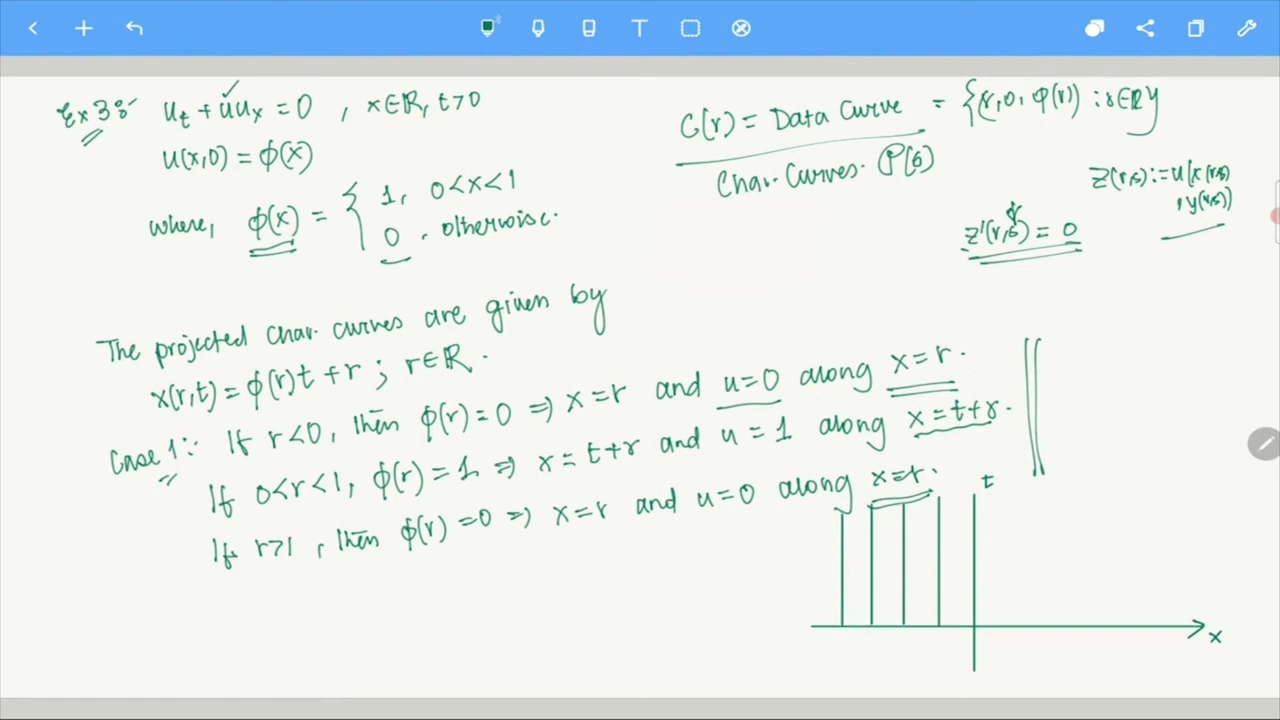 Ex 3:- u_t + uu_x = 0 , x∈ℝ, t>0
u(x,0) = φ(x)
where, φ(x) = { 1, 0<x<1
0 , otherwise.
C(r) = Data Curve = {r, 0, φ(r) : r∈ℝ}
Char. Curves.
Z(r,s) := u(x(r,s)
, y(r,s))
z'(r,s) = 0
The projected char. curves are given by
x(r,t) = φ(r)t + r ; r∈ℝ.
Case 1:: If r<0, then φ(r) = 0 ⇒ x=r and u=0 along x=r.
If 0<r<1, φ(r) = 1 ⇒ x = t+r and u = 1 along x=t+r.
If r>1, then φ(r) =0 ⇒ x=r and u=0 along x=r.
t
x
T